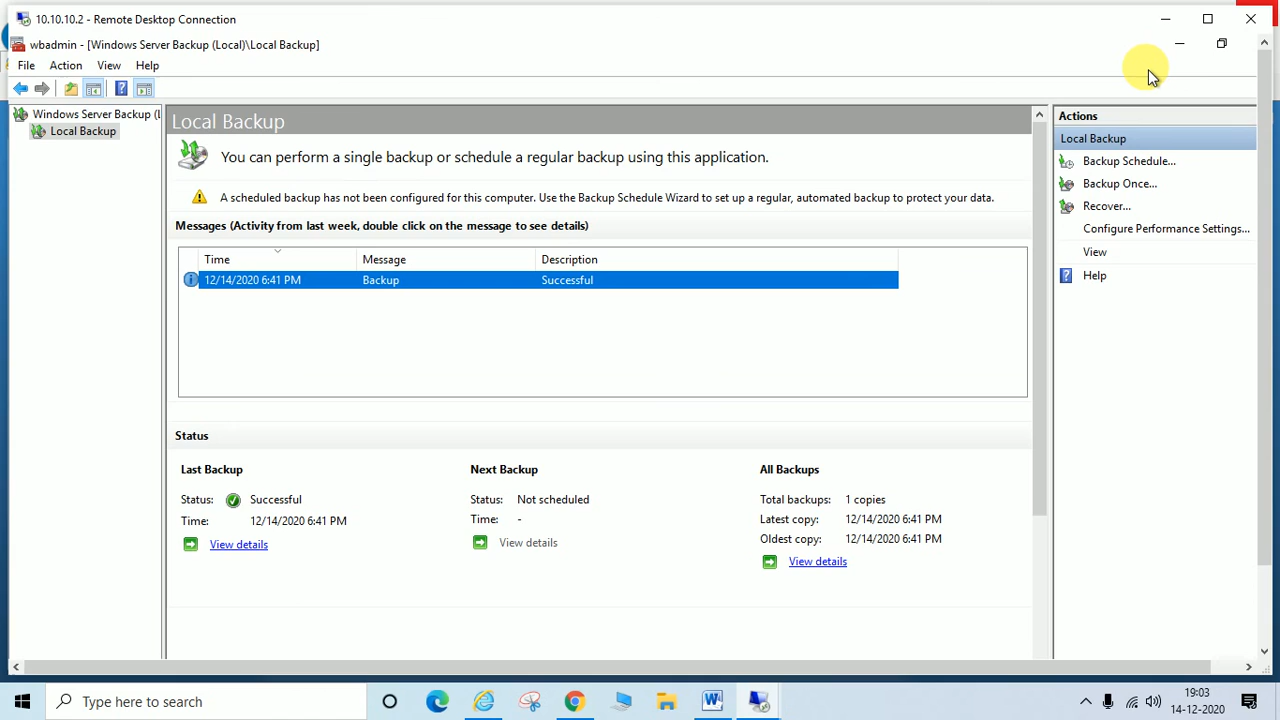 10.10.10.2 - Remote Desktop Connection
wbadmin - [Windows Server Backup (Local)\Local Backup]
File Action View Help
Windows Server Backup (L
Local Backup
Local Backup
You can perform a single backup or schedule a regular backup using this application.
A scheduled backup has not been configured for this computer. Use the Backup Schedule Wizard to set up a regular, automated backup to protect your data.
Messages (Activity from last week, double click on the message to see details)
Time Message Description
12/14/2020 6:41 PM Backup Successful
Status
Last Backup Next Backup All Backups
Status: Successful Status: Not scheduled Total backups: 1 copies
Time: 12/14/2020 6:41 PM Time: - Latest copy: 12/14/2020 6:41 PM
Oldest copy: 12/14/2020 6:41 PM
View details View details View details
Actions
Local Backup
Backup Schedule...
Backup Once...
Recover...
Configure Performance Settings...
View
Help
Type here to search
19:03
14-12-2020